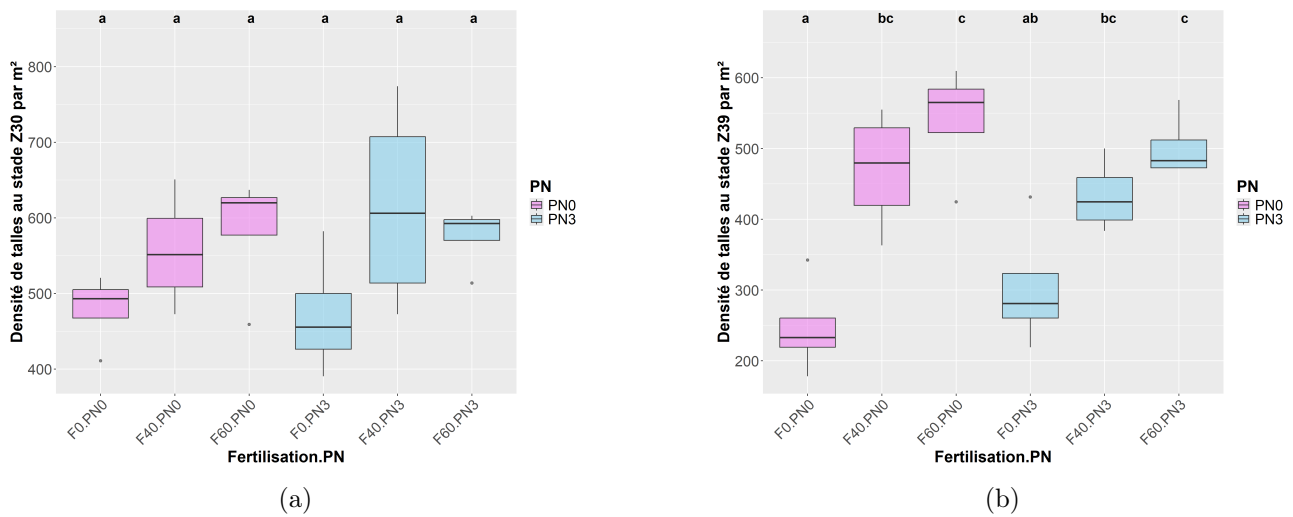 a a a a a a
Densité de talles au stade Z30 par m²
800
700
600
500
400
F0.PN0
F40.PN0
F60.PN0
F0.PN3
F40.PN3
F60.PN3
Fertilisation.PN
PN
PN0
PN3
(a)
a bc c ab bc c
Densité de talles au stade Z39 par m²
600
500
400
300
200
F0.PN0
F40.PN0
F60.PN0
F0.PN3
F40.PN3
F60.PN3
Fertilisation.PN
PN
PN0
PN3
(b)